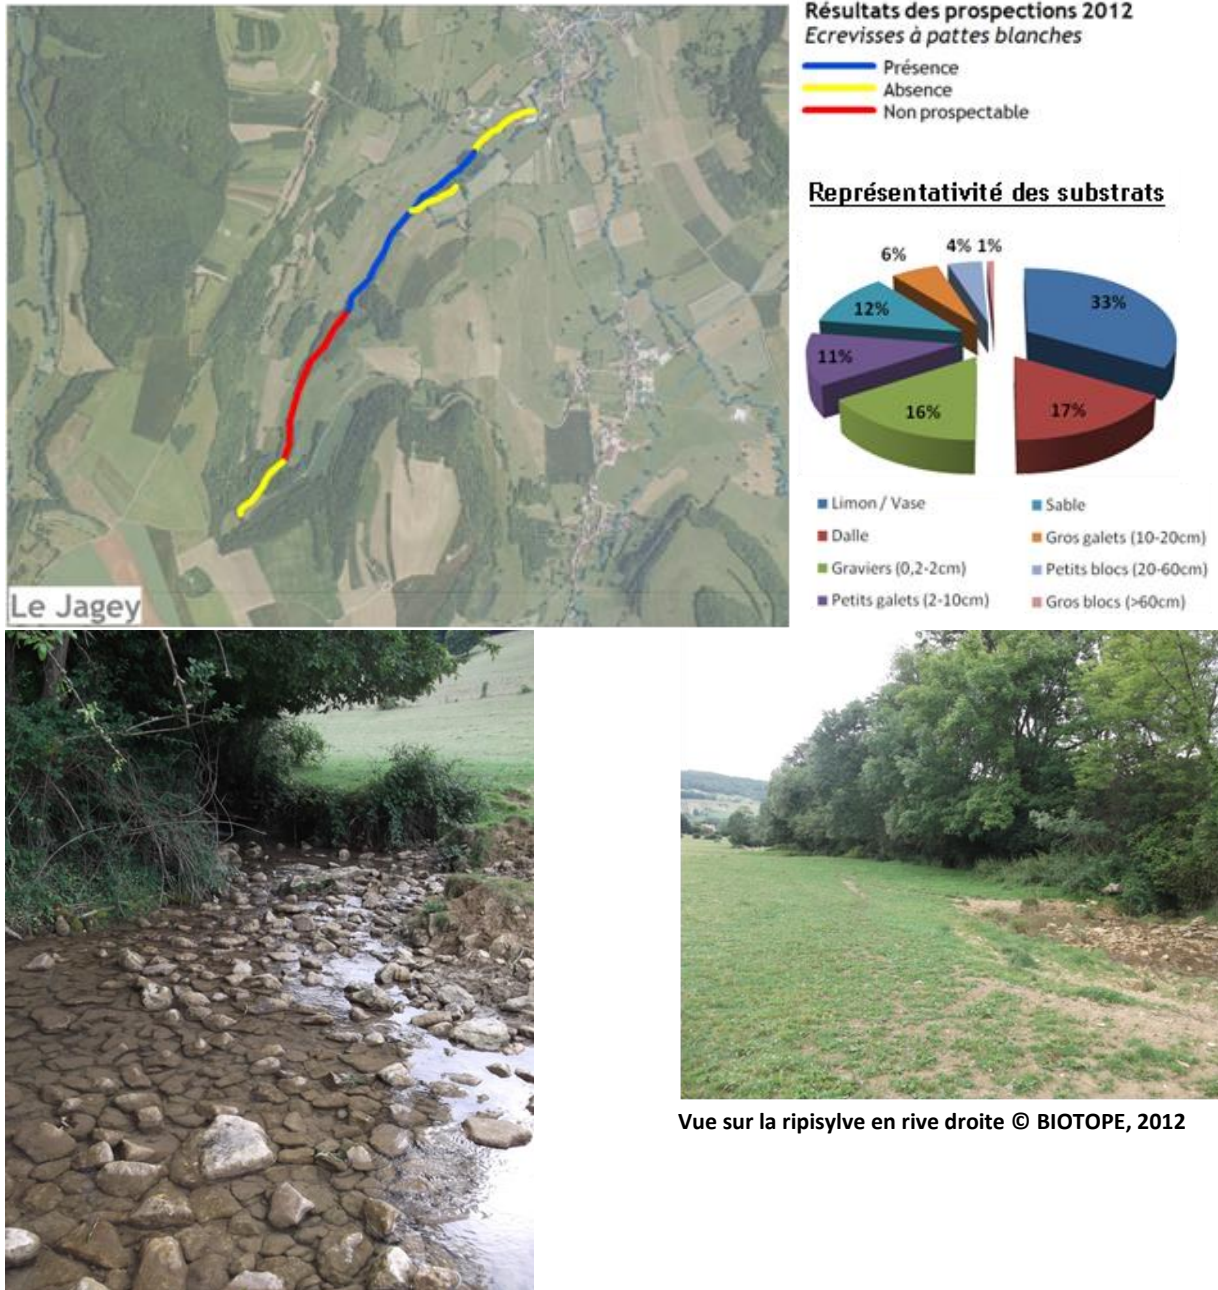 Résultats des prospections 2012
Ecrevisses à pattes blanches
Présence
Absence
Non prospectable
Représentativité des substrats
33%
17%
16%
11%
12%
6%
4%
1%
Limon / Vase
Sable
Dalle
Gros galets (10-20cm)
Graviers (0,2-2cm)
Petits blocs (20-60cm)
Petits galets (2-10cm)
Gros blocs (>60cm)
Le Jagey
Vue sur la ripisylve en rive droite © BIOTOPE, 2012